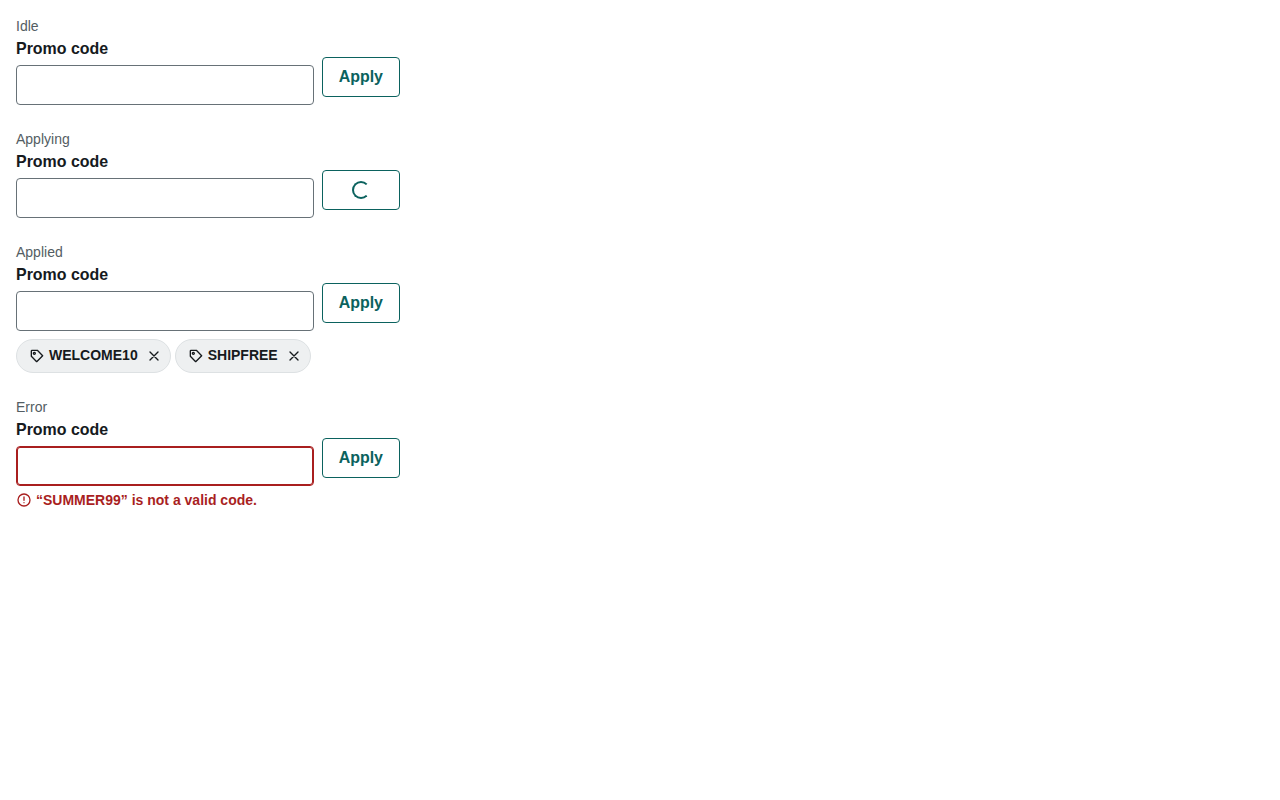 Idle
Promo code
Apply
Applying
Promo code
Applied
Promo code
Apply
WELCOME10 SHIPFREE
Error
Promo code
Apply
“SUMMER99” is not a valid code.